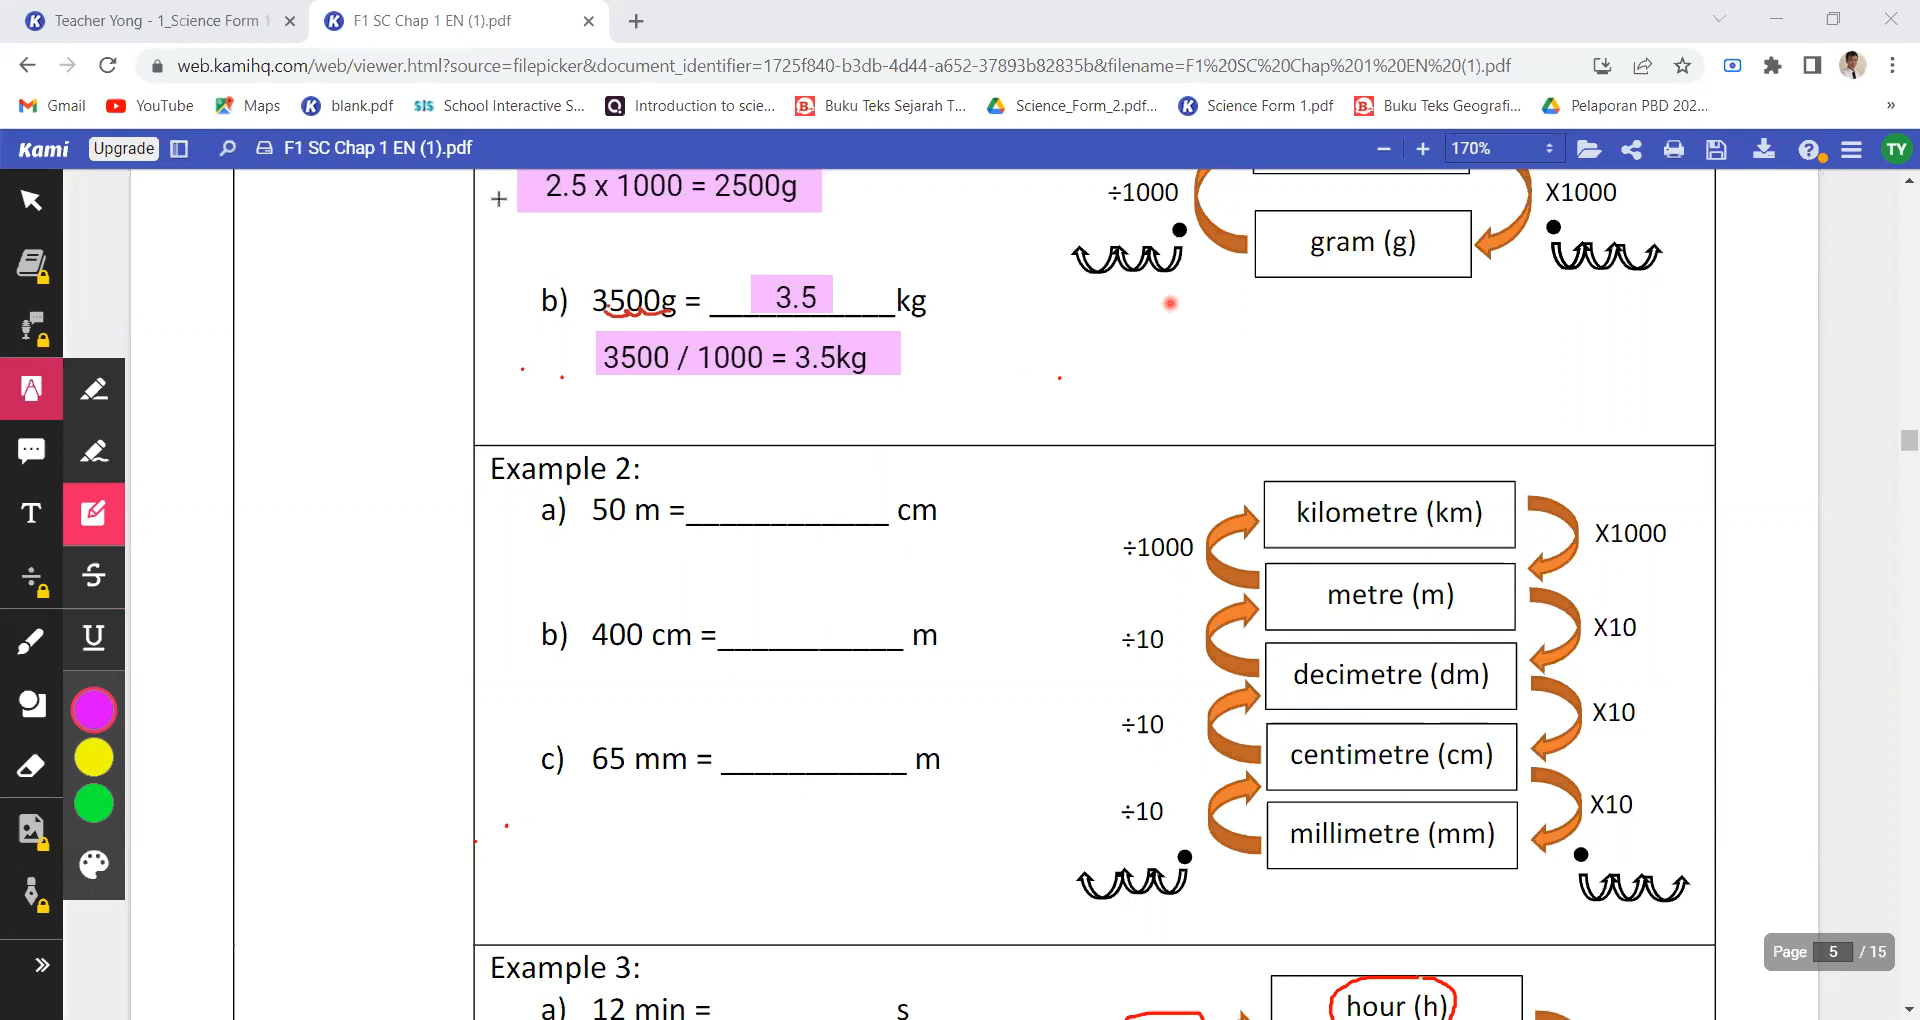 Teacher Yong - 1_Science Form 1
F1 SC Chap 1 EN (1).pdf
web.kamihq.com/web/viewer.html?source=filepicker&document_identifier=1725f840-b3db-4d44-a652-37893b82835b&filename=F1%20SC%20Chap%201%20EN%20(1).pdf
Gmail
YouTube
Maps
blank.pdf
School Interactive S...
Introduction to scie...
Buku Teks Sejarah T...
Science_Form_2.pdf...
Science Form 1.pdf
Buku Teks Geografi...
Pelaporan PBD 202...
Kami
Upgrade
F1 SC Chap 1 EN (1).pdf
170%
TY
2.5 x 1000 = 2500g
÷1000
X1000
gram (g)
b) 3500g = ____3.5____kg
3500 / 1000 = 3.5kg
Example 2:
a) 50 m =____________ cm
b) 400 cm =___________ m
c) 65 mm = ___________ m
kilometre (km)
÷1000
X1000
metre (m)
÷10
X10
decimetre (dm)
÷10
X10
centimetre (cm)
÷10
X10
millimetre (mm)
Page 5 / 15
Example 3:
a) 12 min = s
hour (h)